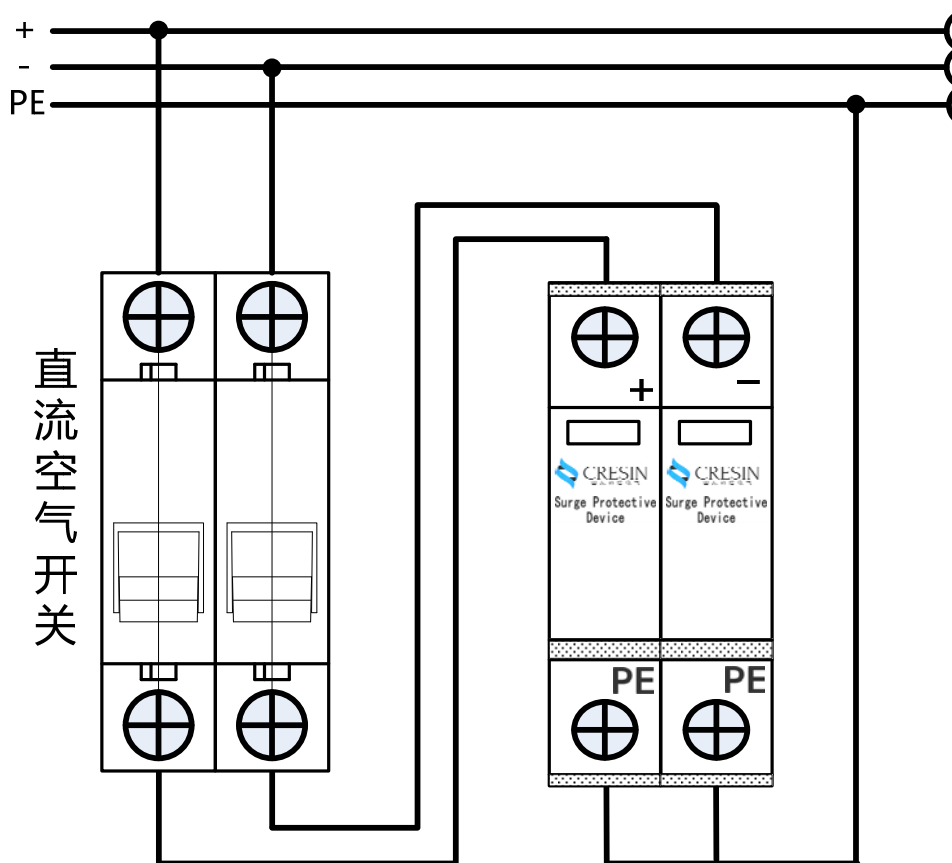 +
-
PE
直流空气开关
+
−
CRESIN
CRESIN
Surge Protective
Device
Surge Protective
Device
PE
PE